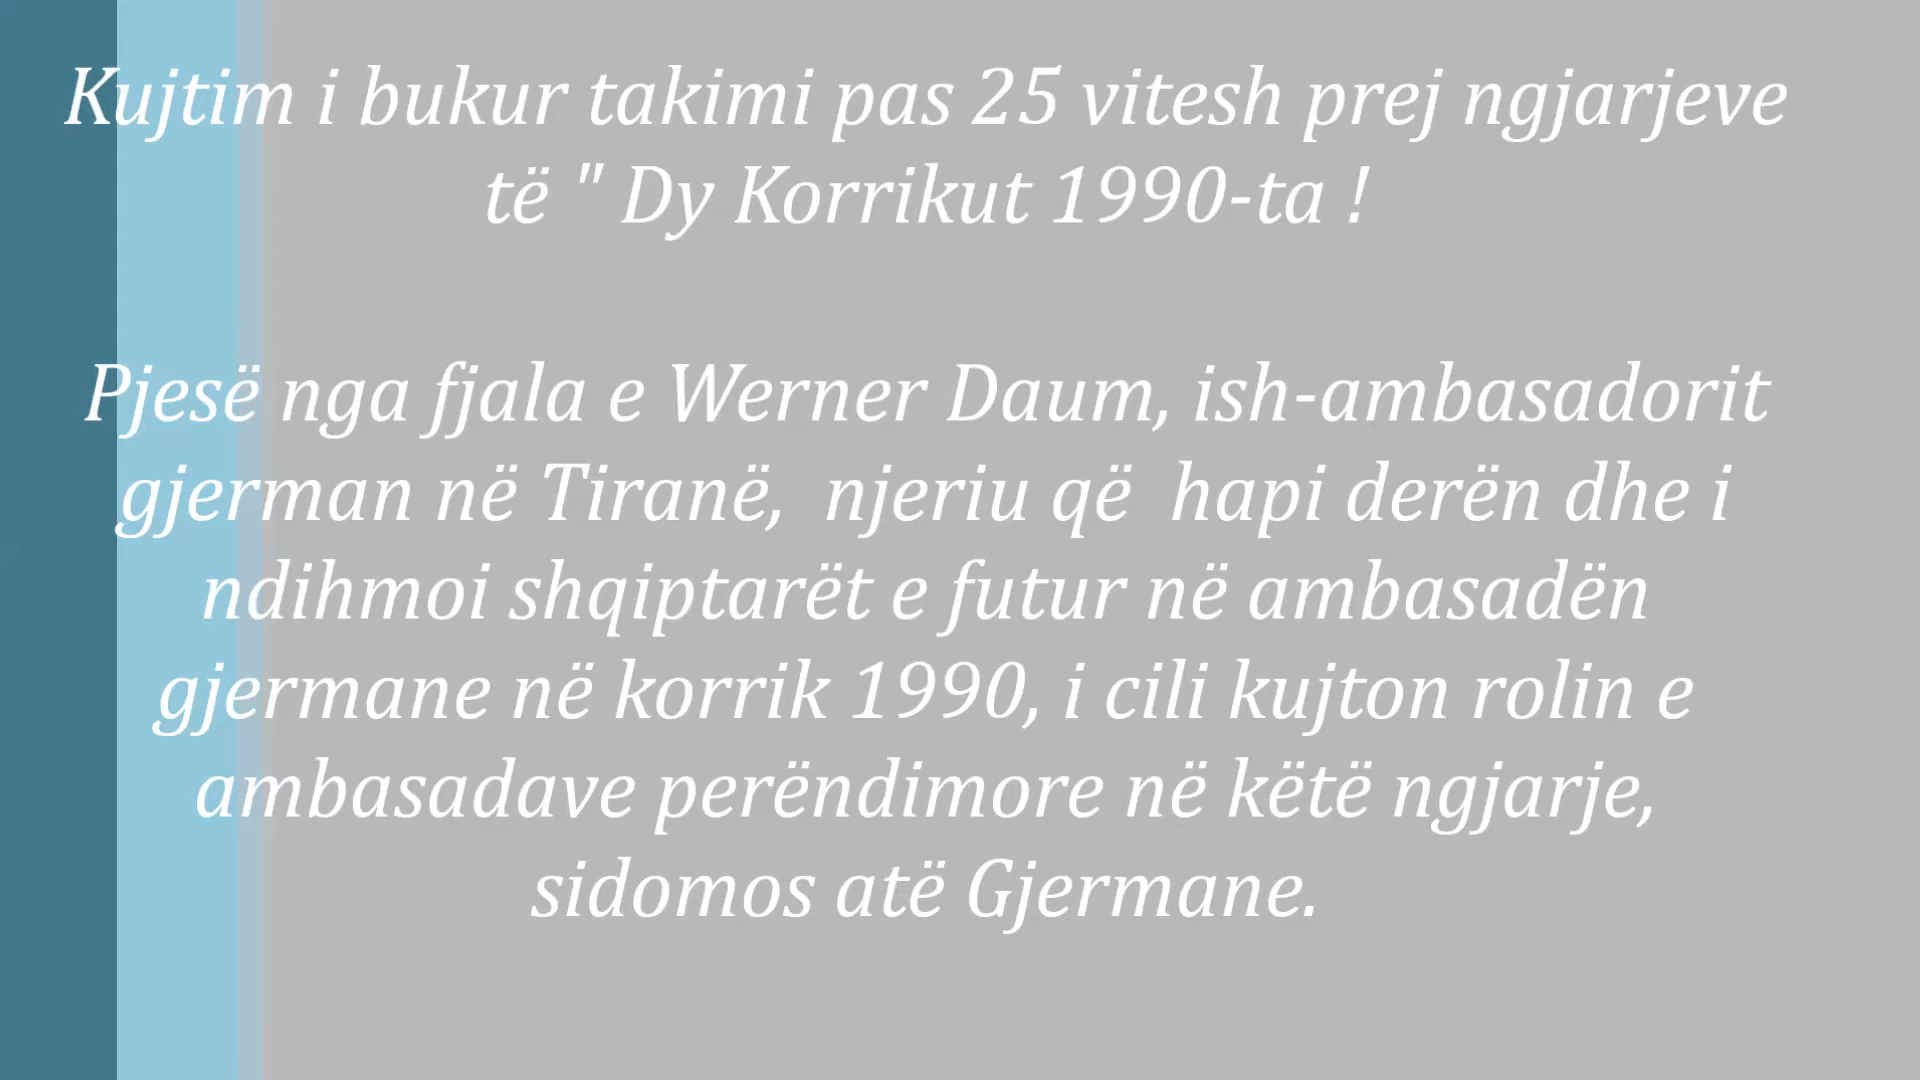 Kujtim i bukur takimi pas 25 vitesh prej ngjarjeve
të " Dy Korrikut 1990-ta !
Pjesë nga fjala e Werner Daum, ish-ambasadorit
gjerman në Tiranë,  njeriu që  hapi derën dhe i
ndihmoi shqiptarët e futur në ambasadën
gjermane në korrik 1990, i cili kujton rolin e
ambasadave perëndimore në këtë ngjarje,
sidomos atë Gjermane.